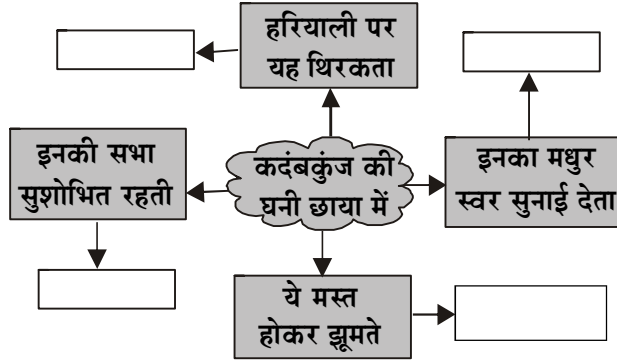 हरियाली पर
यह थिरकता
इनकी सभा
सुशोभित रहती
कदंबकुंज की
घनी छाया में
इनका मधुर
स्वर सुनाई देता
ये मस्त
होकर झूमते